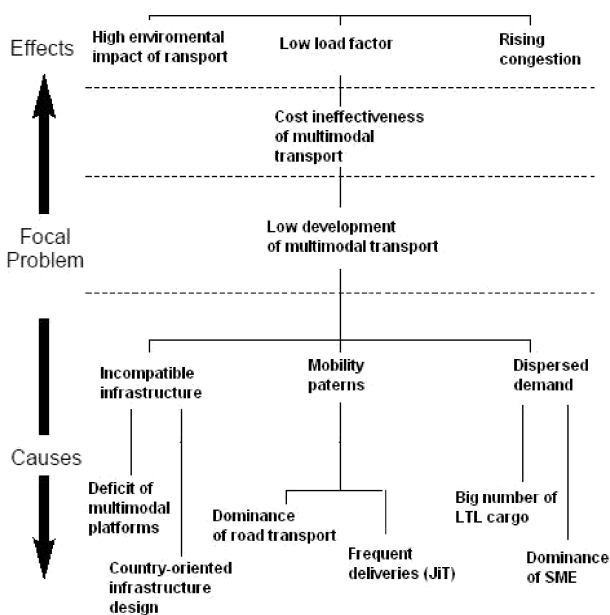 Effects
High enviromental
impact of ransport
Low load factor
Rising
congestion
Cost ineffectiveness
of multimodal
transport
Focal
Problem
Low development
of multimodal transport
Causes
Incompatible
infrastructure
Mobility
paterns
Dispersed
demand
Deficit of
multimodal
platforms
Country-oriented
infrastructure
design
Dominance
of road transport
Frequent
deliveries (JiT)
Big number of
LTL cargo
Dominance
of SME